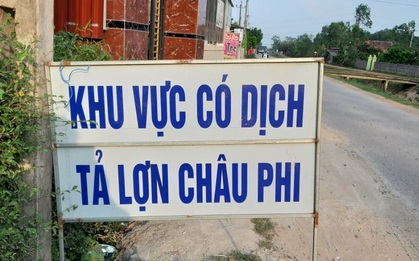 KHU VỰC CÓ DỊCH
TẢ LỢN CHÂU PHI